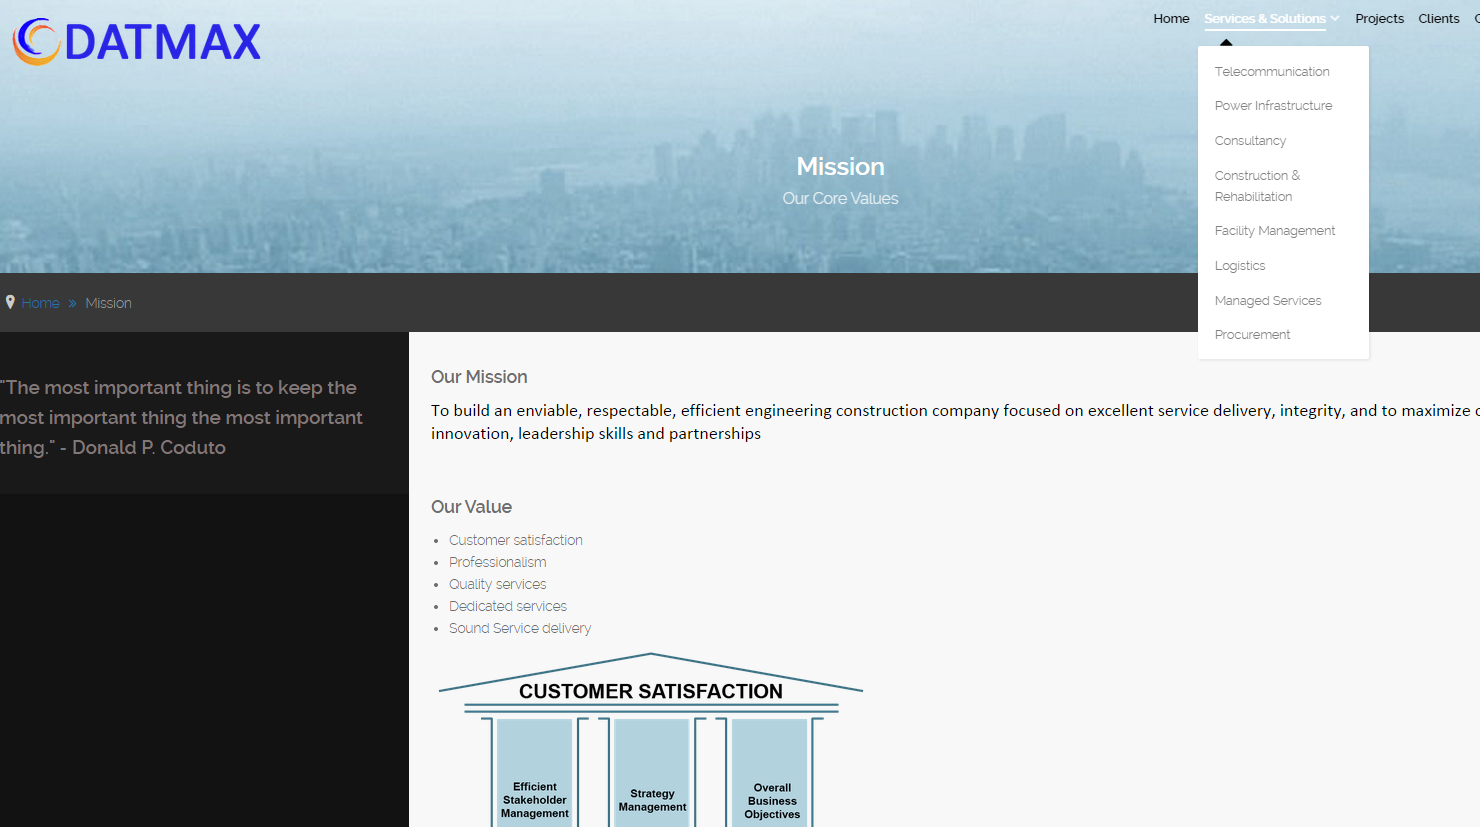 DATMAX
Home Services & Solutions Projects Clients
Telecommunication
Power Infrastructure
Consultancy
Construction &
Rehabilitation
Facility Management
Logistics
Managed Services
Procurement
Mission
Our Core Values
Home » Mission
"The most important thing is to keep the
most important thing the most important
thing." - Donald P. Coduto
Our Mission
To build an enviable, respectable, efficient engineering construction company focused on excellent service delivery, integrity, and to maximize
innovation, leadership skills and partnerships
Our Value
• Customer satisfaction
• Professionalism
• Quality services
• Dedicated services
• Sound Service delivery
CUSTOMER SATISFACTION
Efficient
Stakeholder
Management
Strategy
Management
Overall
Business
Objectives